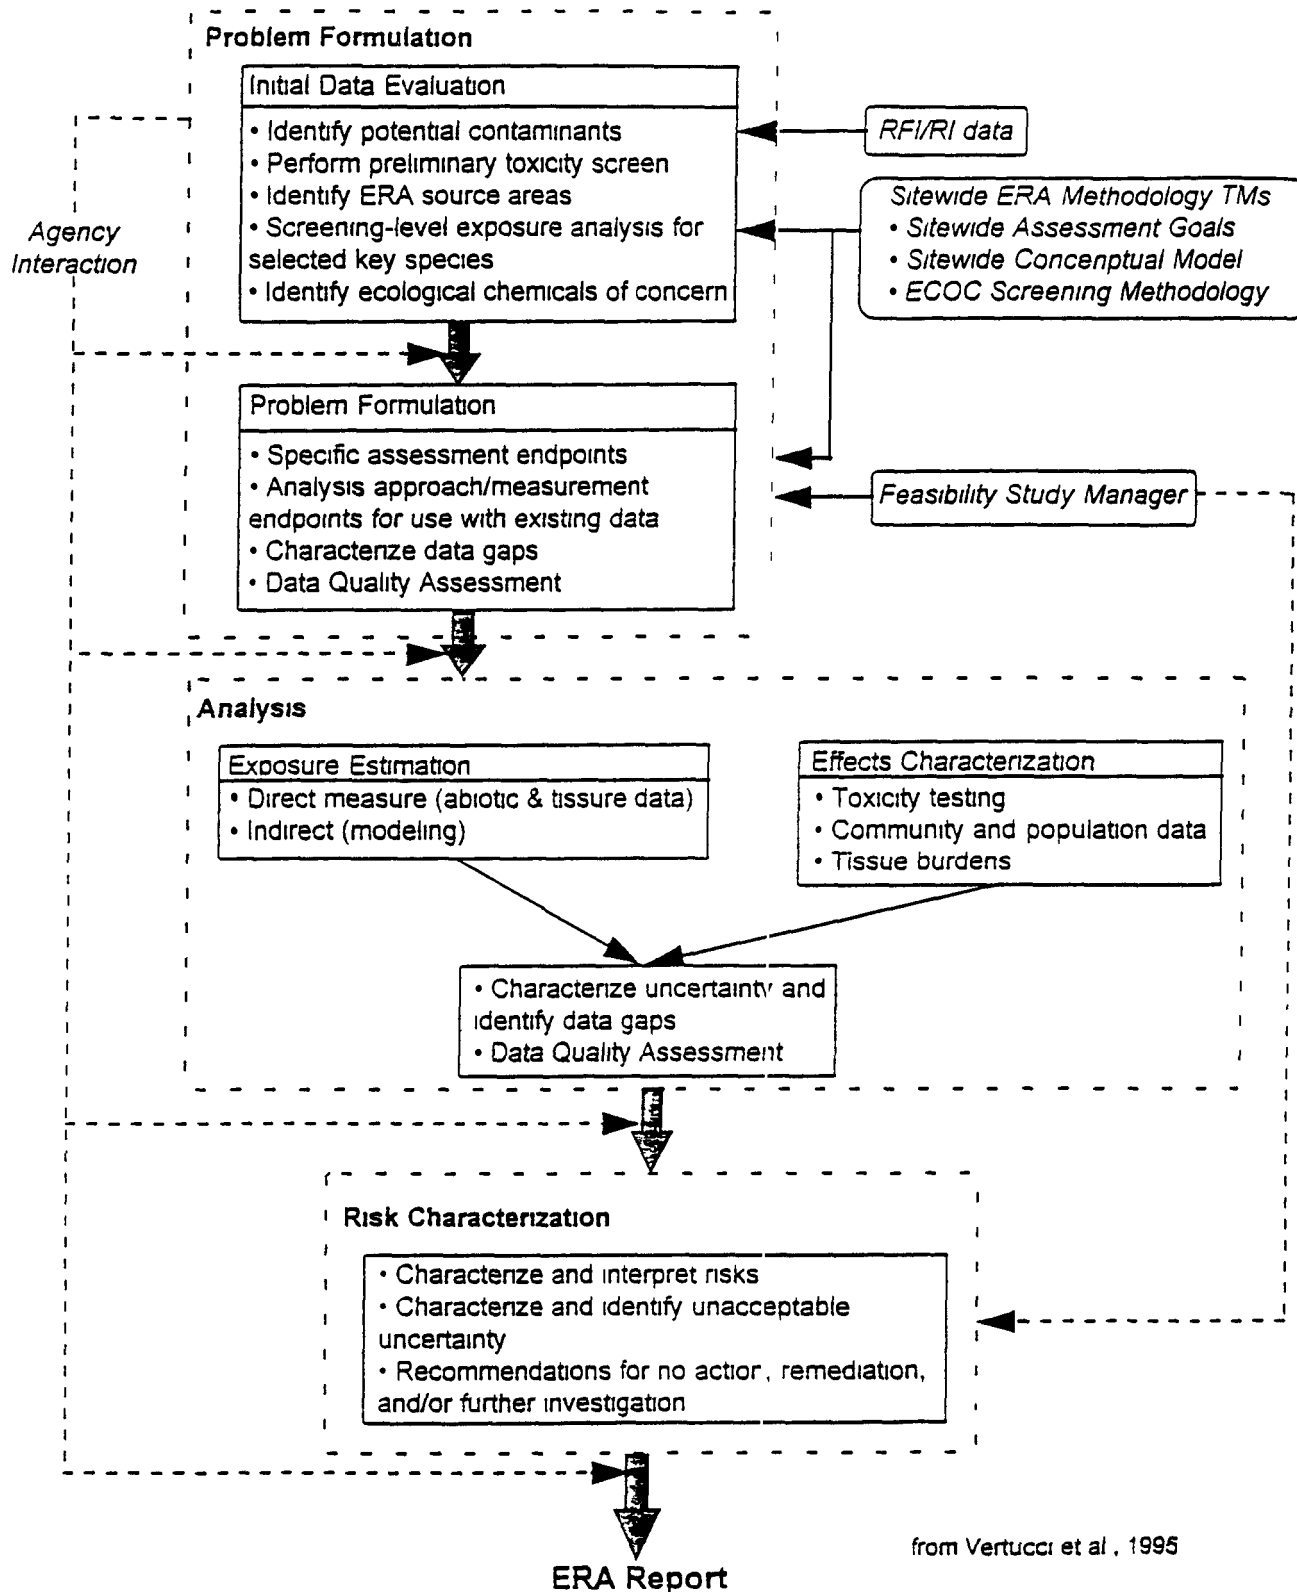 Problem Formulation
Initial Data Evaluation
• Identify potential contaminants
• Perform preliminary toxicity screen
• Identify ERA source areas
• Screening-level exposure analysis for
selected key species
• Identify ecological chemicals of concern
RFI/RI data
Sitewide ERA Methodology TMs
• Sitewide Assessment Goals
• Sitewide Concenptual Model
• ECOC Screening Methodology
Agency
Interaction
Problem Formulation
• Specific assessment endpoints
• Analysis approach/measurement
endpoints for use with existing data
• Characterize data gaps
• Data Quality Assessment
Feasibility Study Manager
Analysis
Exposure Estimation
• Direct measure (abiotic & tissure data)
• Indirect (modeling)
Effects Characterization
• Toxicity testing
• Community and population data
• Tissue burdens
• Characterize uncertainty and
identify data gaps
• Data Quality Assessment
Risk Characterization
• Characterize and interpret risks
• Characterize and identify unacceptable
uncertainty
• Recommendations for no action, remediation,
and/or further investigation
from Vertucci et al, 1995
ERA Report